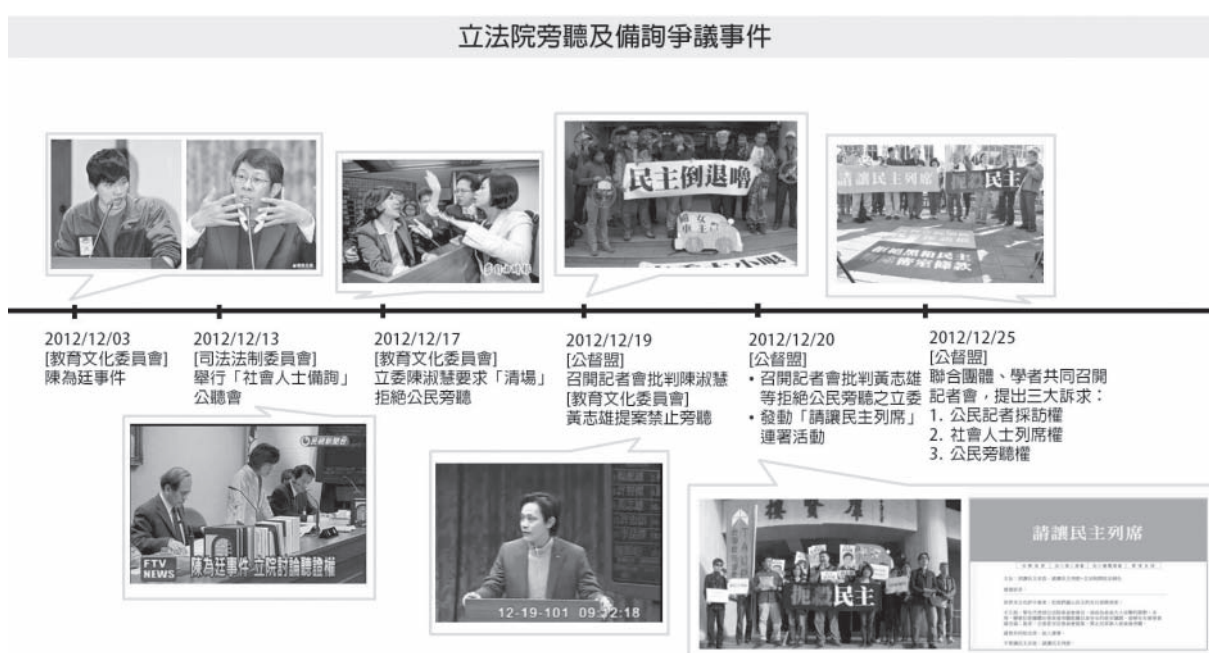 立法院旁聽及備詢爭議事件
民主倒退嚕
請讓民主列席
民主
2012/12/03
[教育文化委員會]
陳為廷事件
2012/12/13
[司法法制委員會]
舉行「社會人士備詢」
公聽會
2012/12/17
[教育文化委員會]
立委陳淑慧要求「清場」
拒絕公民旁聽
2012/12/19
[公督盟]
召開記者會批判陳淑慧
[教育文化委員會]
黃志雄提案禁止旁聽
2012/12/20
[公督盟]
• 召開記者會批判黃志雄
等拒絕公民旁聽之立委
• 發動「請讓民主列席」
連署活動
2012/12/25
[公督盟]
聯合團體、學者共同召開
記者會，提出三大訴求：
1. 公民記者採訪權
2. 社會人士列席權
3. 公民旁聽權
民視新聞台
FTV
NEWS
陳為廷事件 立院討論聽證權
12-19-101 09:32:18
樓賢羣
扼殺民主
請讓民主列席